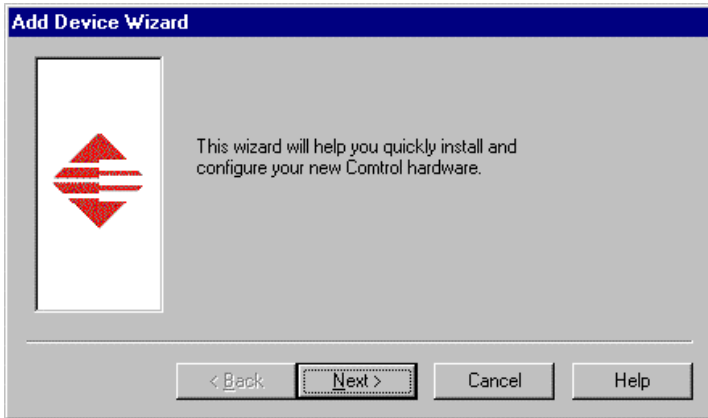 Add Device Wizard
This wizard will help you quickly install and
configure your new Comtrol hardware.
< Back Next > Cancel Help